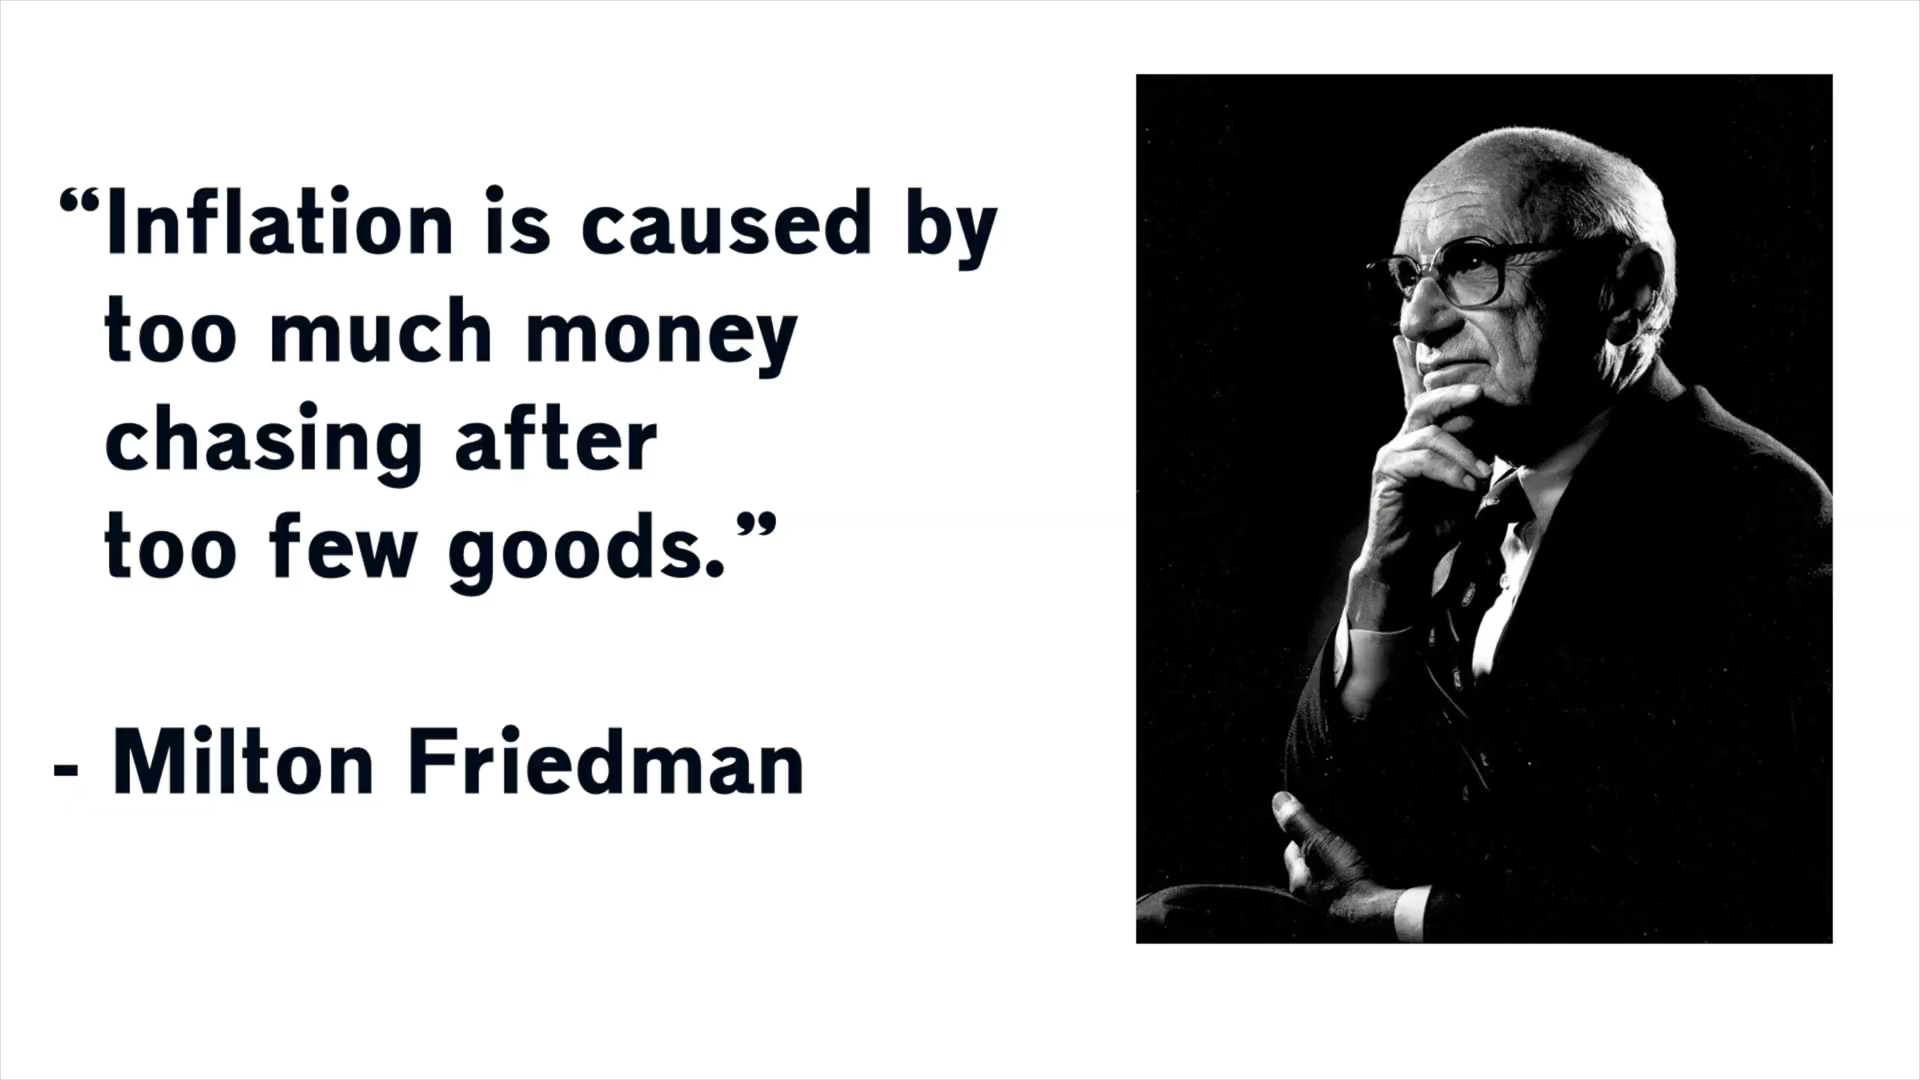 “Inflation is caused by
too much money
chasing after
too few goods.”
- Milton Friedman